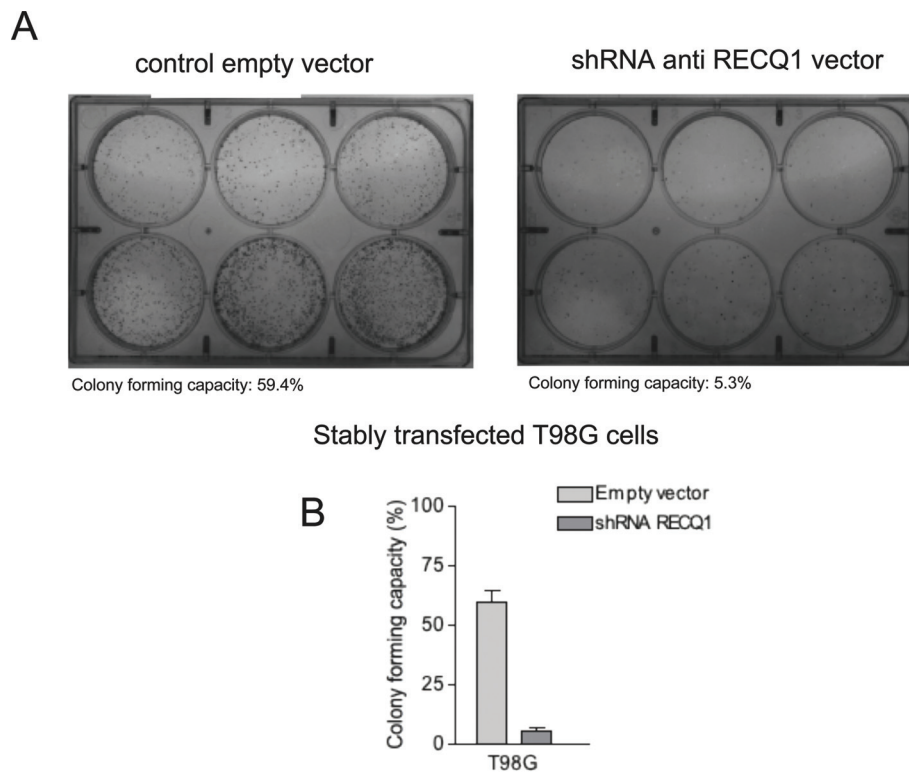 A
control empty vector
shRNA anti RECQ1 vector
Colony forming capacity: 59.4%
Colony forming capacity: 5.3%
Stably transfected T98G cells
B
Empty vector
shRNA RECQ1
Colony forming capacity (%)
100
75
50
25
0
T98G